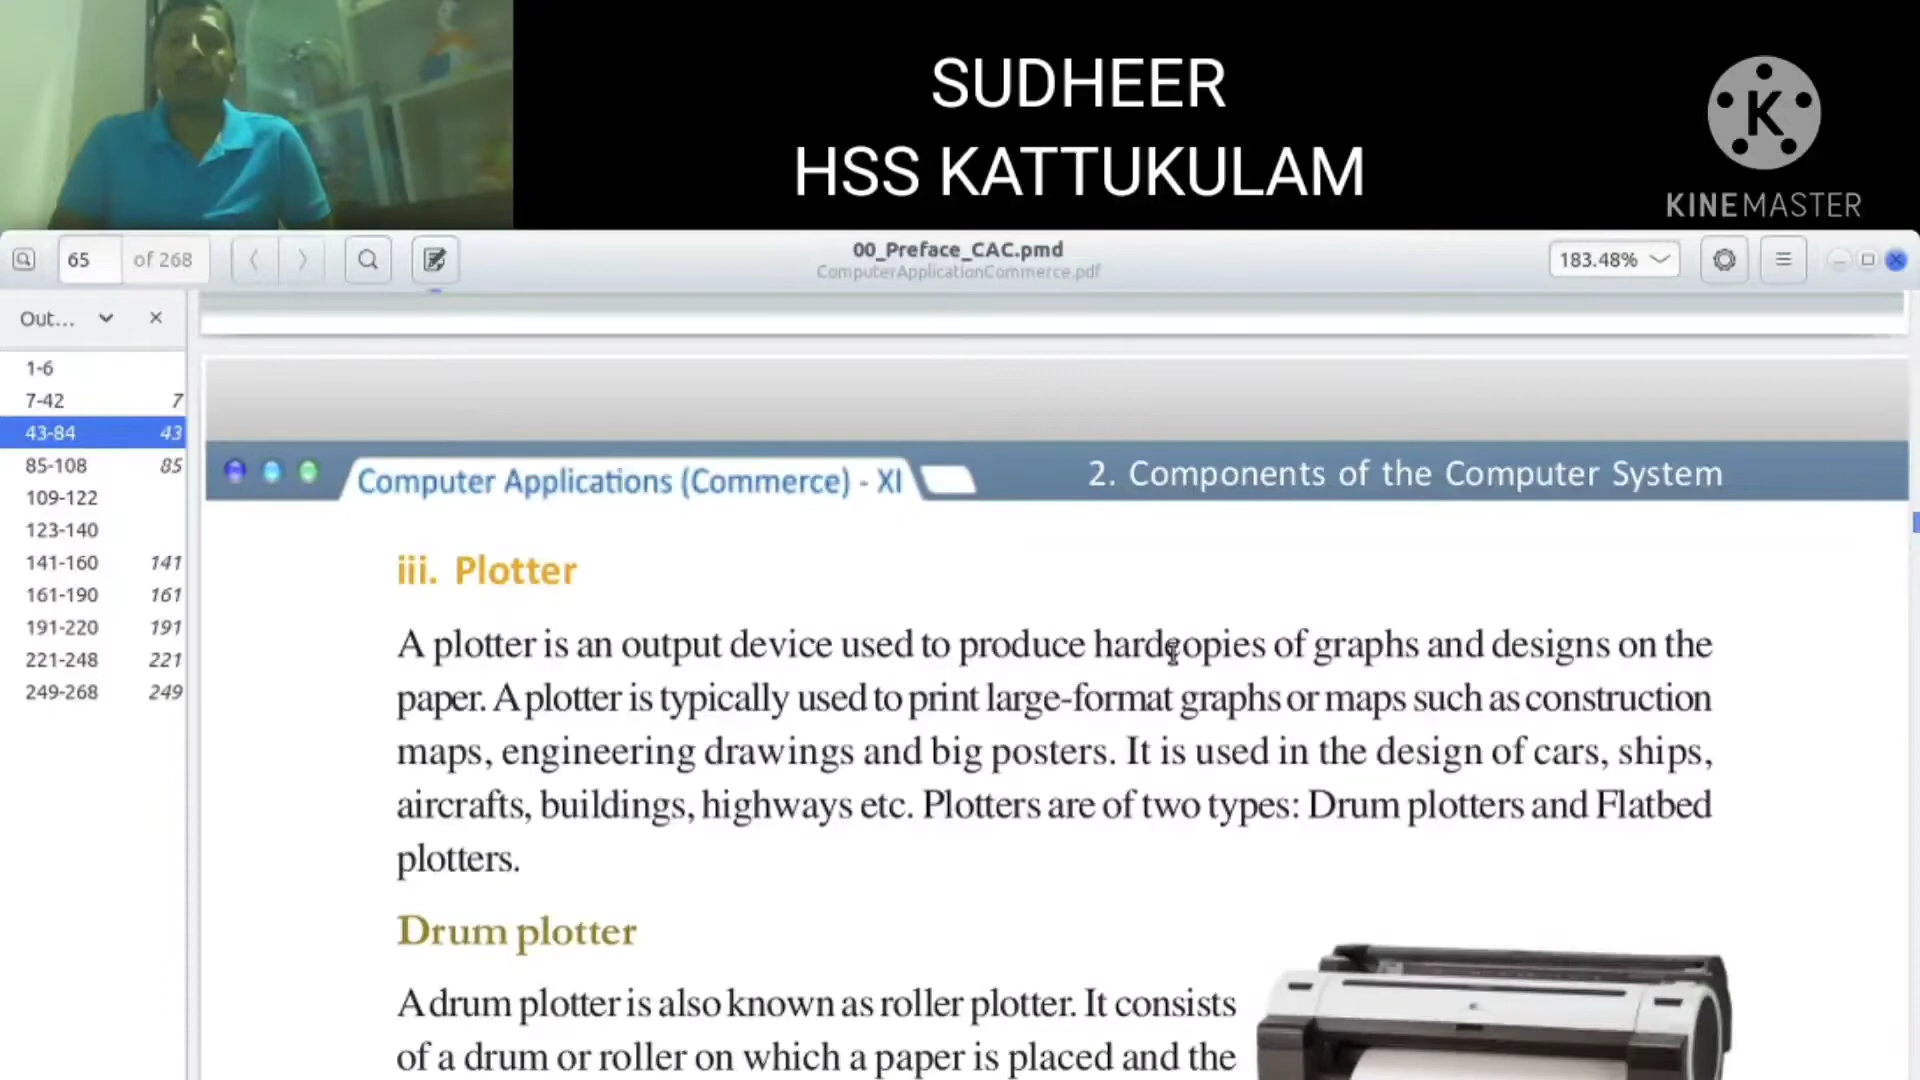 SUDHEER
HSS KATTUKULAM
K
KINEMASTER
65 of 268
00_Preface_CAC.pmd
ComputerApplicationCommerce.pdf
183.48%
Out...
1-6
7-42 7
43-84 43
85-108 85
109-122
123-140
141-160 141
161-190 161
191-220 191
221-248 221
249-268 249
Computer Applications (Commerce) - XI
2. Components of the Computer System
iii. Plotter
A plotter is an output device used to produce hardcopies of graphs and designs on the
paper. A plotter is typically used to print large-format graphs or maps such as construction
maps, engineering drawings and big posters. It is used in the design of cars, ships,
aircrafts, buildings, highways etc. Plotters are of two types: Drum plotters and Flatbed
plotters.
Drum plotter
A drum plotter is also known as roller plotter. It consists
of a drum or roller on which a paper is placed and the